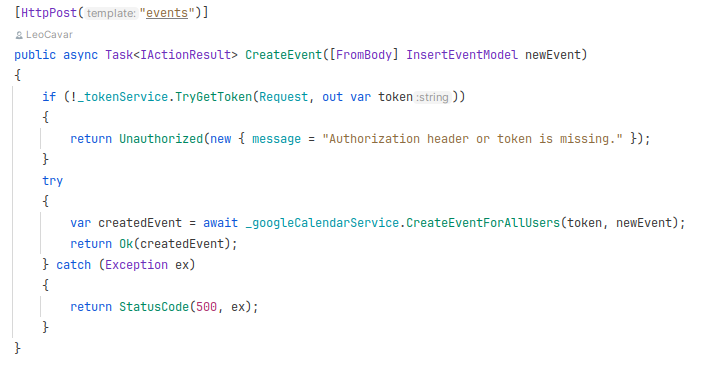 [HttpPost(template:"events")]
LeoCavar
public async Task<IActionResult> CreateEvent([FromBody] InsertEventModel newEvent)
{
    if (!_tokenService.TryGetToken(Request, out var token:string))
    {
        return Unauthorized(new { message = "Authorization header or token is missing." });
    }
    try
    {
        var createdEvent = await _googleCalendarService.CreateEventForAllUsers(token, newEvent);
        return Ok(createdEvent);
    } catch (Exception ex)
    {
        return StatusCode(500, ex);
    }
}